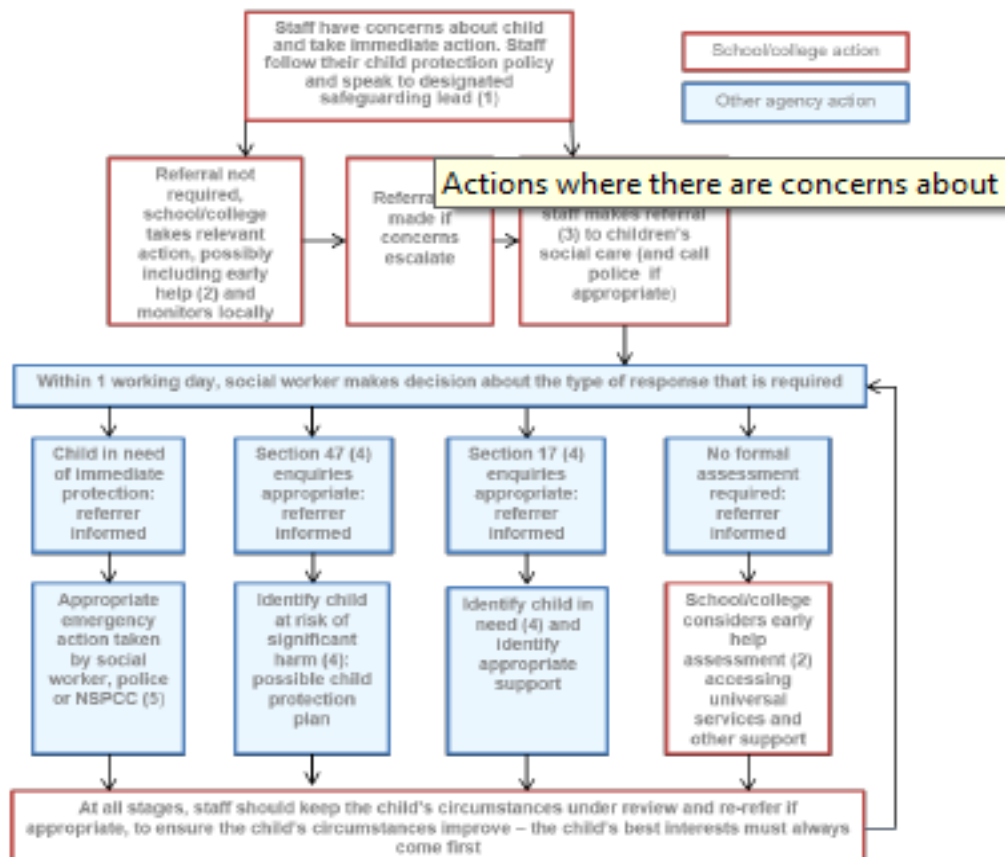 Staff have concerns about child
and take immediate action. Staff
follow their child protection policy
and speak to designated
safeguarding lead (1)
School/college action
Other agency action
Referral not
required,
school/college
takes relevant
action, possibly
including early
help (2) and
monitors locally
Referral
made if
concerns
escalate
Actions where there are concerns about
staff makes referral
(3) to children's
social care (and call
police if
appropriate)
Within 1 working day, social worker makes decision about the type of response that is required
Child in need
of immediate
protection:
referrer
informed
Section 47 (4)
enquiries
appropriate:
referrer
informed
Section 17 (4)
enquiries
appropriate:
referrer
informed
No formal
assessment
required:
referrer
informed
Appropriate
emergency
action taken
by social
worker, police
or NSPCC (5)
Identify child
at risk of
significant
harm (4):
possible child
protection
plan
Identify child in
need (4) and
identify
appropriate
support
School/college
considers early
help
assessment (2)
accessing
universal
services and
other support
At all stages, staff should keep the child's circumstances under review and re-refer if
appropriate, to ensure the child's circumstances improve – the child's best interests must always
come first